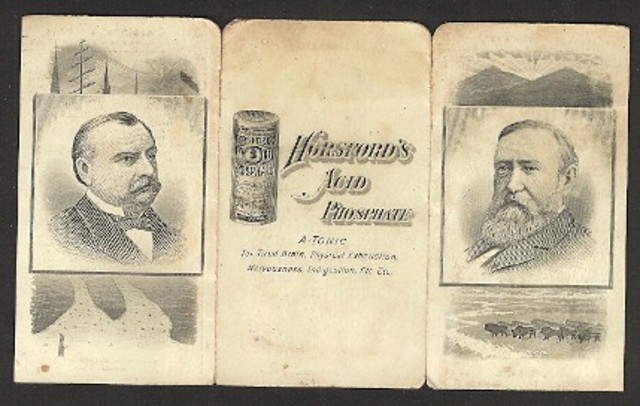 HORSFORD'S
ACID
PHOSPHATE
A-TONIC
for Tired Brain, Physical Exhaustion,
Nervousness, Indigestion, Etc. Etc.